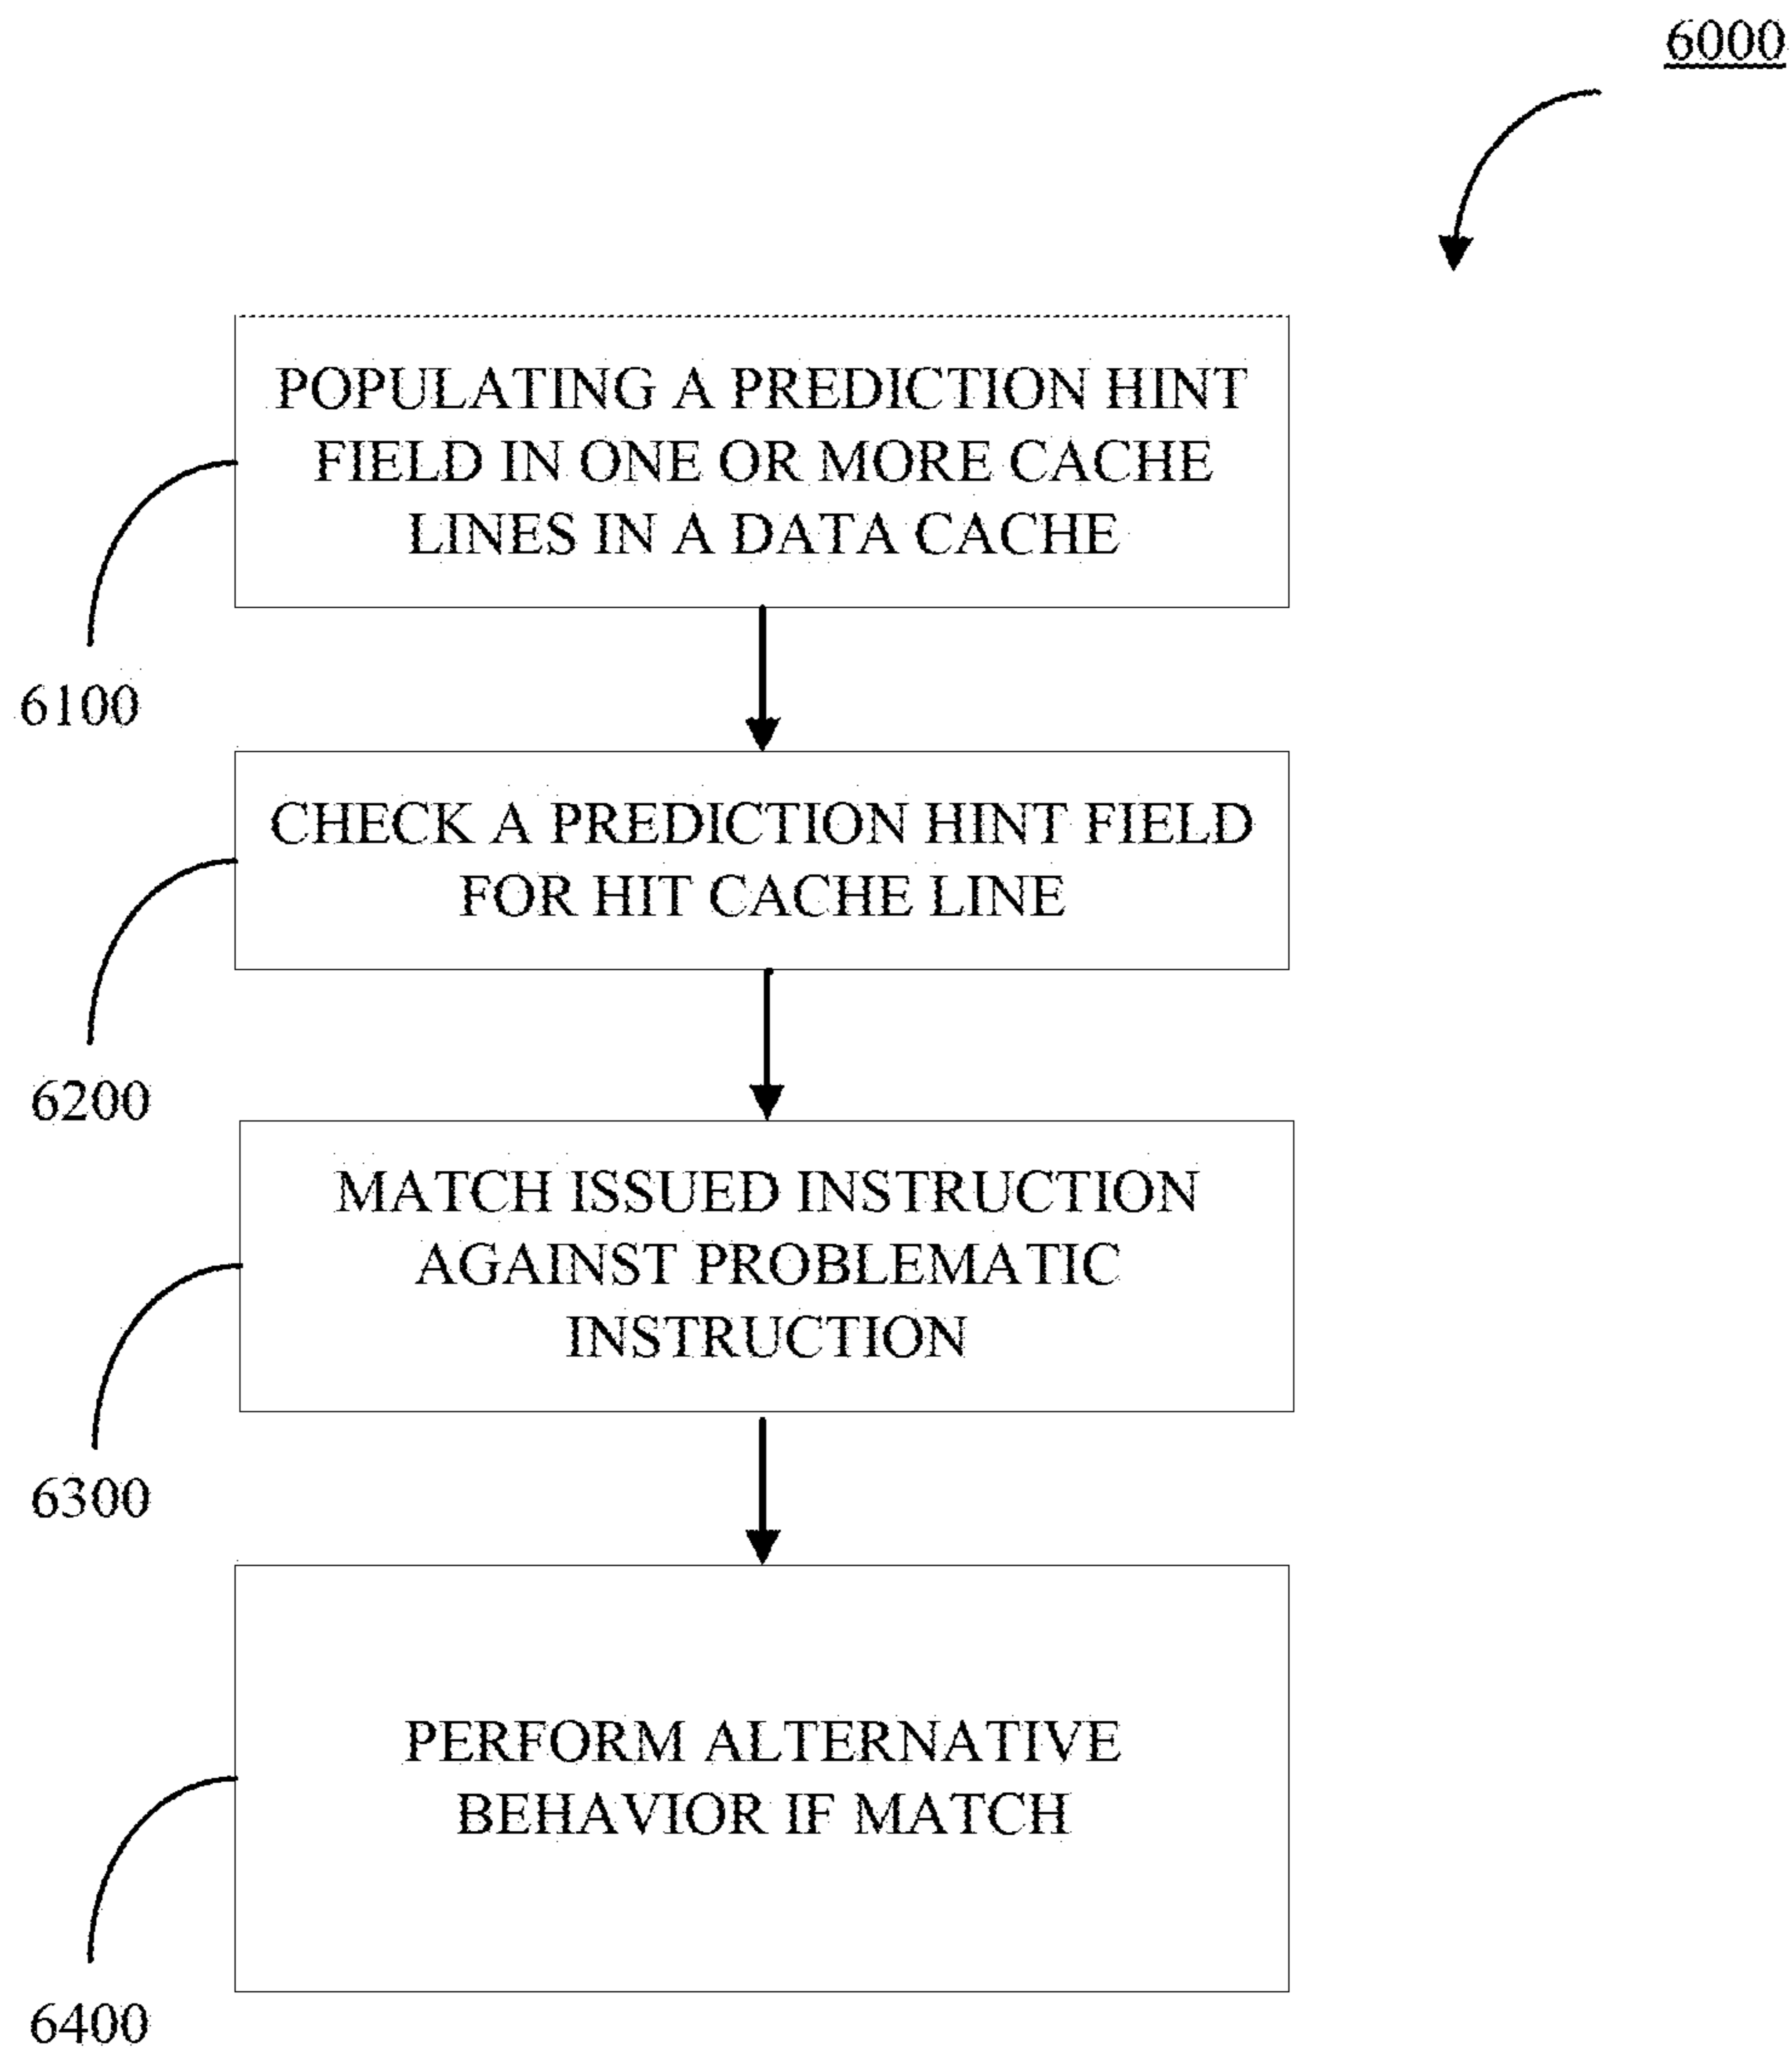 6000
POPULATING A PREDICTION HINT
FIELD IN ONE OR MORE CACHE
LINES IN A DATA CACHE
6100
CHECK A PREDICTION HINT FIELD
FOR HIT CACHE LINE
6200
MATCH ISSUED INSTRUCTION
AGAINST PROBLEMATIC
INSTRUCTION
6300
PERFORM ALTERNATIVE
BEHAVIOR IF MATCH
6400